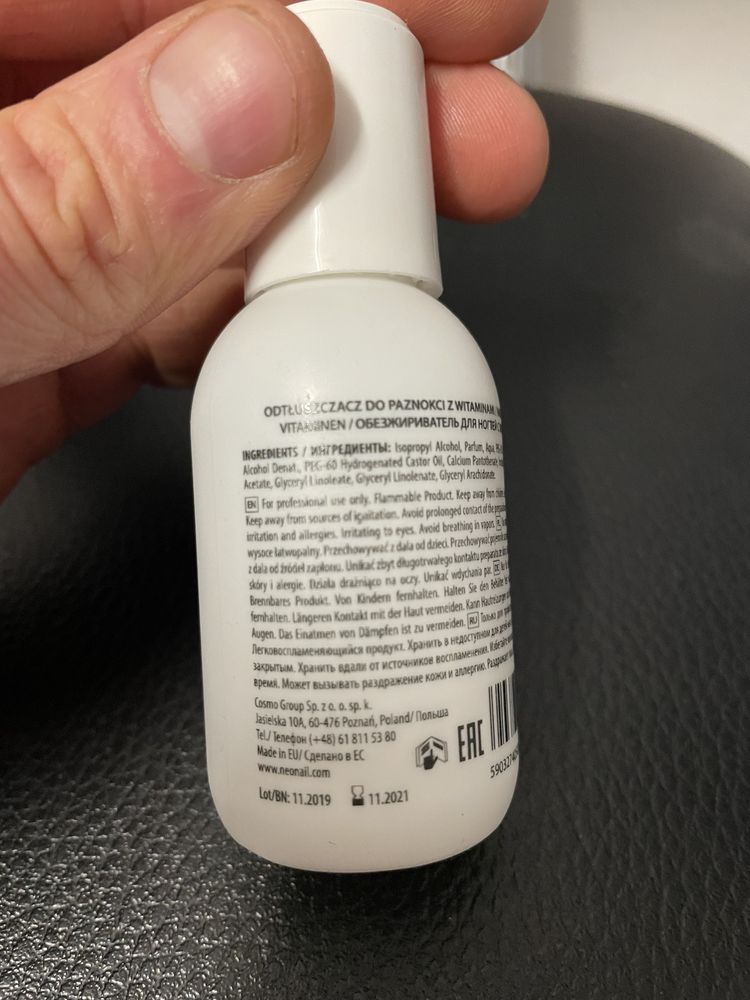 ODTŁUSZCZACZ DO PAZNOKCI Z WITAMINAMI
VITAMINEN / ОБЕЗЖИРИВАТЕЛЬ ДЛЯ НОГТЕЙ
INGREDIENTS / ИНГРЕДИЕНТЫ: Isopropyl Alcohol, Parfum, Aqua,
Alcohol Denat., PEG-60 Hydrogenated Castor Oil, Calcium Pantothenate,
Acetate, Glyceryl Linoleate, Glyceryl Linolenate, Glyceryl Arachidonate.
EN For professional use only. Flammable Product. Keep away from
Keep away from sources of ignitation. Avoid prolonged contact of the
irritation and allergies. Irritating to eyes. Avoid breathing in vapors. PL
wysoce łatwopalny. Przechowywać z dala od dzieci. Przechowywać
z dala od źródeł zapłonu. Unikać zbyt długotrwałego kontaktu preparatu ze
skóry i alergie. Działa drażniąco na oczy. Unikać wdychania par. DE
Brennbares Produkt. Von Kindern fernhalten. Halten Sie den Behälter
fernhalten. Längeren Kontakt mit der Haut vermeiden. Kann Hautreizungen
Augen. Das Einatmen von Dämpfen ist zu vermeiden. RU Только для
Легковоспламеняющийся продукт. Хранить в недоступном для детей
закрытым. Хранить вдали от источников воспламенения. Избегайте
время. Может вызывать раздражение кожи и аллергию. Раздражает
Cosmo Group Sp. z o. o. sp. k.
Jasielska 10A, 60-476 Poznań, Poland/ Польша
Tel./ Телефон (+48) 61 811 53 80
Made in EU/ Сделано в ЕС
www.neonail.com
EAC
Lot/BN: 11.2019 11.2021